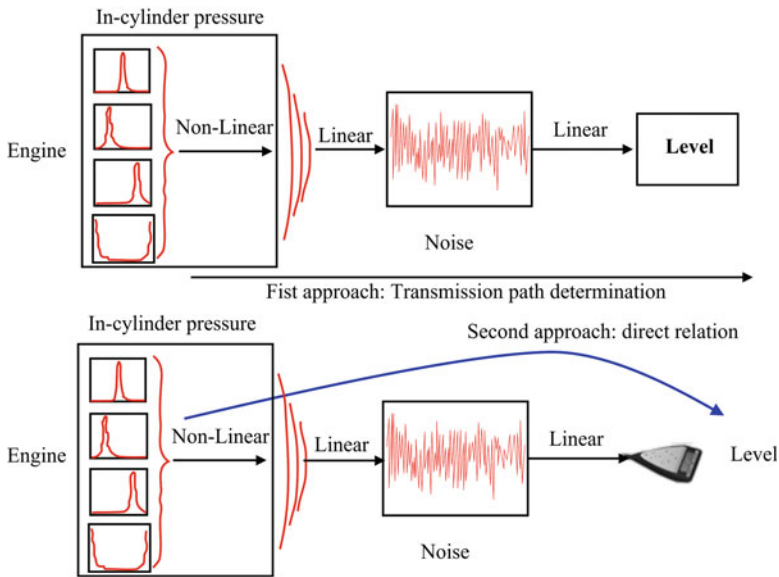 In-cylinder pressure
Engine
Non-Linear
Linear
Linear
Level
Noise
Fist approach: Transmission path determination
In-cylinder pressure
Second approach: direct relation
Engine
Non-Linear
Linear
Linear
Level
Noise